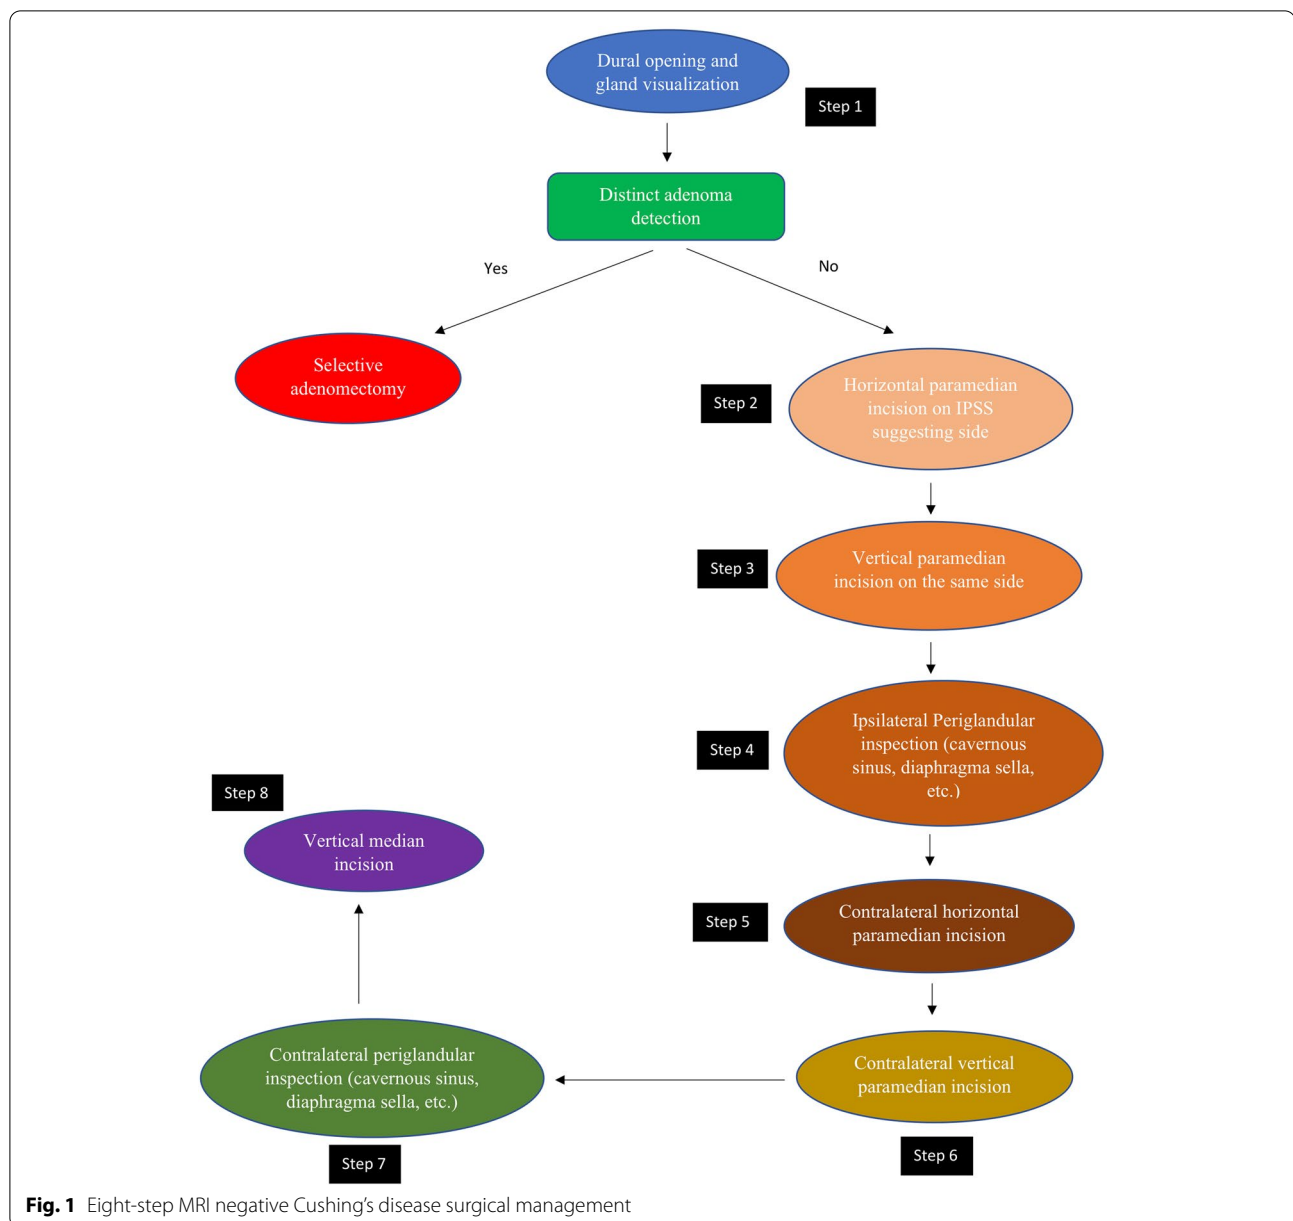 Dural opening and
gland visualization
Step 1
Distinct adenoma
detection
Yes
No
Selective
adenomectomy
Step 2
Horizontal paramedian
incision on IPSS
suggesting side
Step 3
Vertical paramedian
incision on the same side
Step 4
Ipsilateral Periglandular
inspection (cavernous
sinus, diaphragma sella,
etc.)
Step 5
Contralateral horizontal
paramedian incision
Contralateral vertical
paramedian incision
Step 6
Contralateral periglandular
inspection (cavernous sinus,
diaphragma sella, etc.)
Step 7
Step 8
Vertical median
incision
Fig. 1 Eight-step MRI negative Cushing's disease surgical management